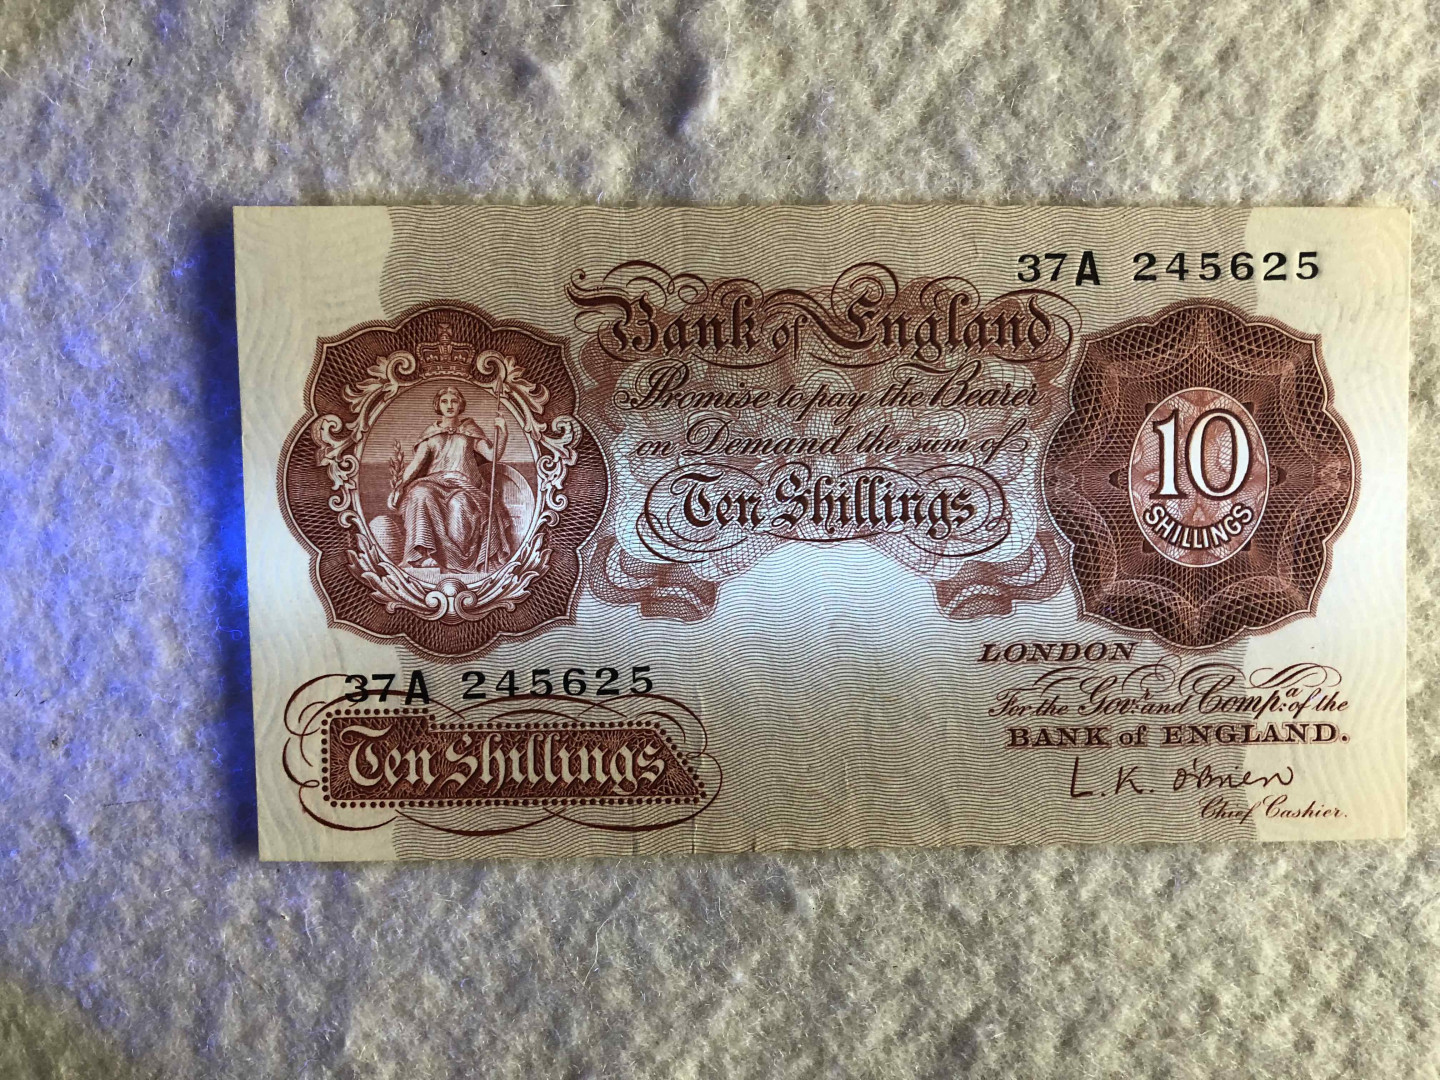 37A 245625
Bank of England
Promise to pay the Bearer
on Demand the sum of
Ten Shillings
10
SHILLINGS
37A 245625
Ten Shillings
LONDON
For the Govr. and Compa. of the
BANK of ENGLAND.
L.K. O'Brien
Chief Cashier.